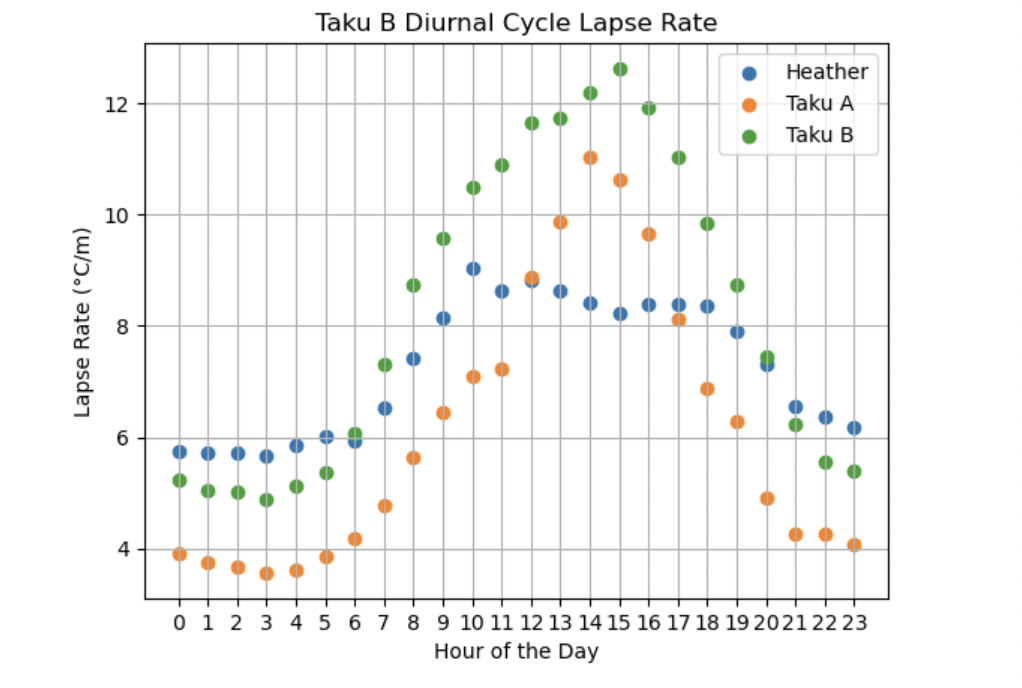 Taku B Diurnal Cycle Lapse Rate
Heather
Taku A
Taku B
Lapse Rate (°C/m)
12
10
8
6
4
0 1 2 3 4 5 6 7 8 9 10 11 12 13 14 15 16 17 18 19 20 21 22 23
Hour of the Day